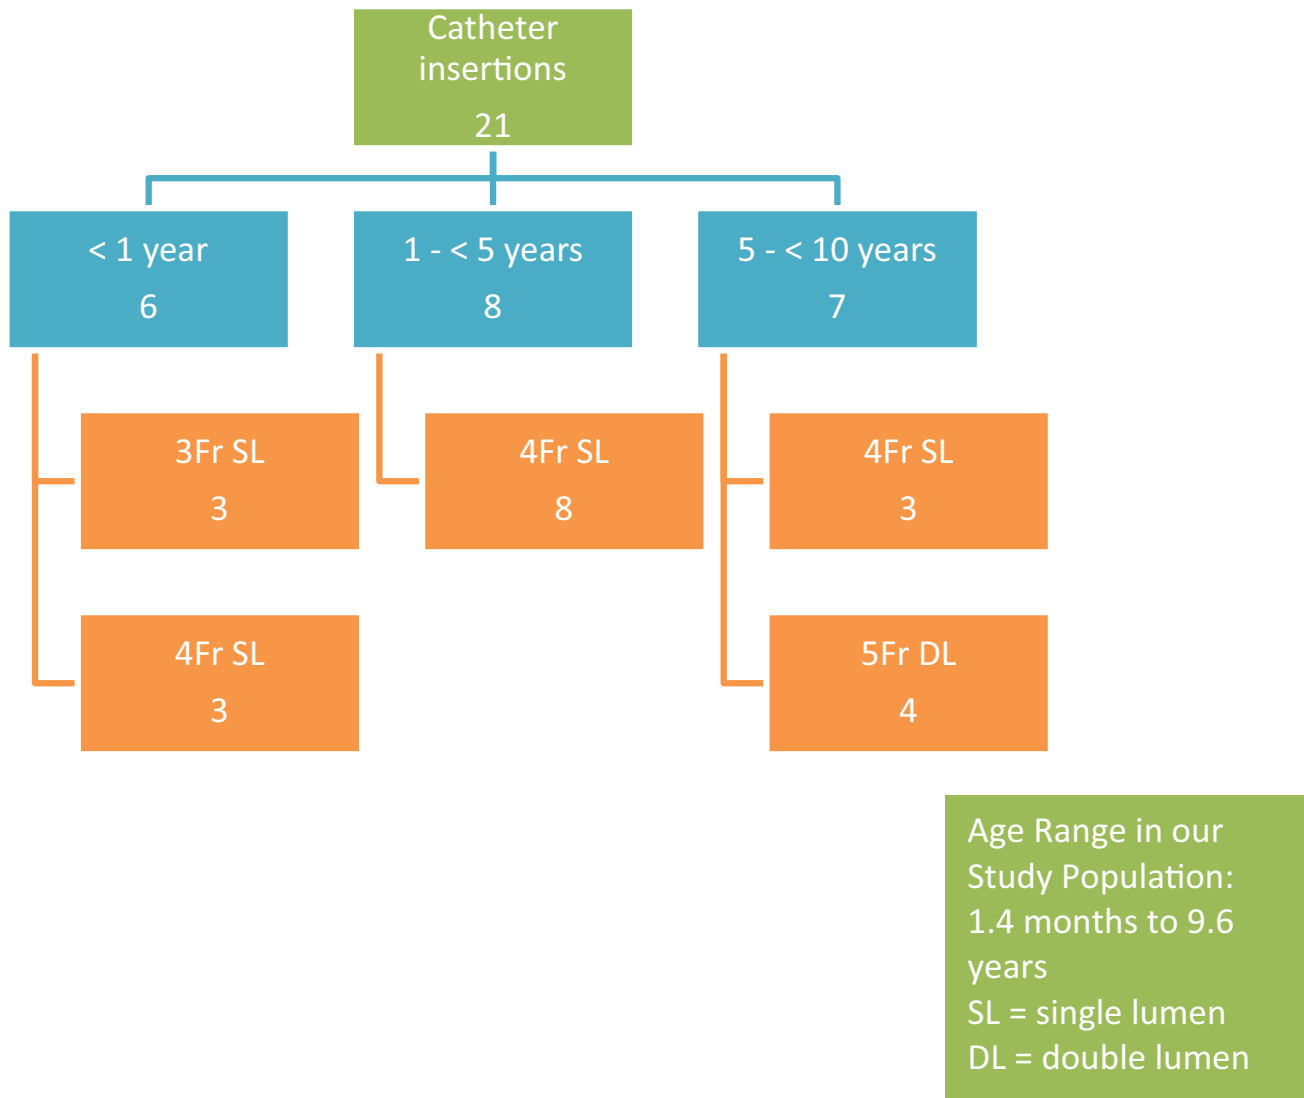 Catheter
insertions
21
< 1 year
6
1 - < 5 years
8
5 - < 10 years
7
3Fr SL
3
4Fr SL
8
4Fr SL
3
4Fr SL
3
5Fr DL
4
Age Range in our
Study Population:
1.4 months to 9.6
years
SL = single lumen
DL = double lumen